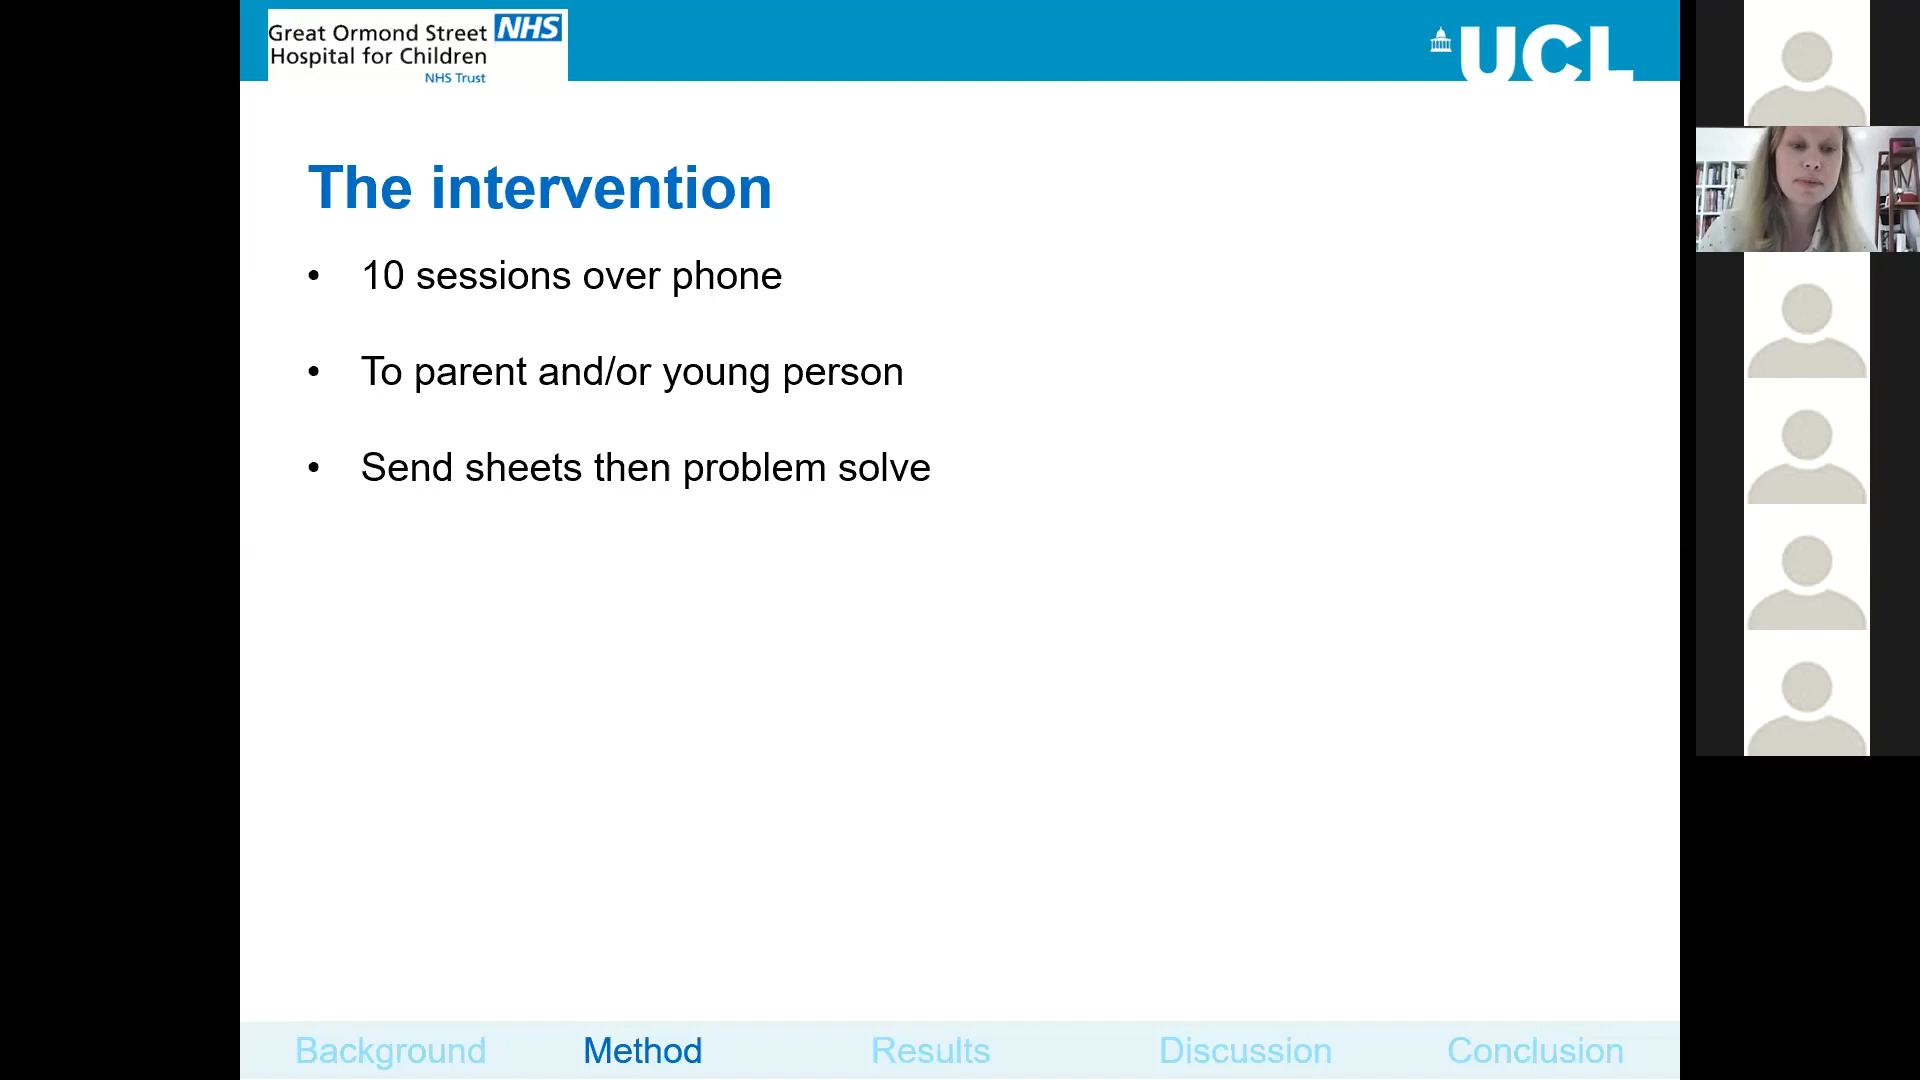 Great Ormond Street NHS
Hospital for Children
NHS Trust
UCL
The intervention
• 10 sessions over phone
• To parent and/or young person
• Send sheets then problem solve
Background Method Results Discussion Conclusion